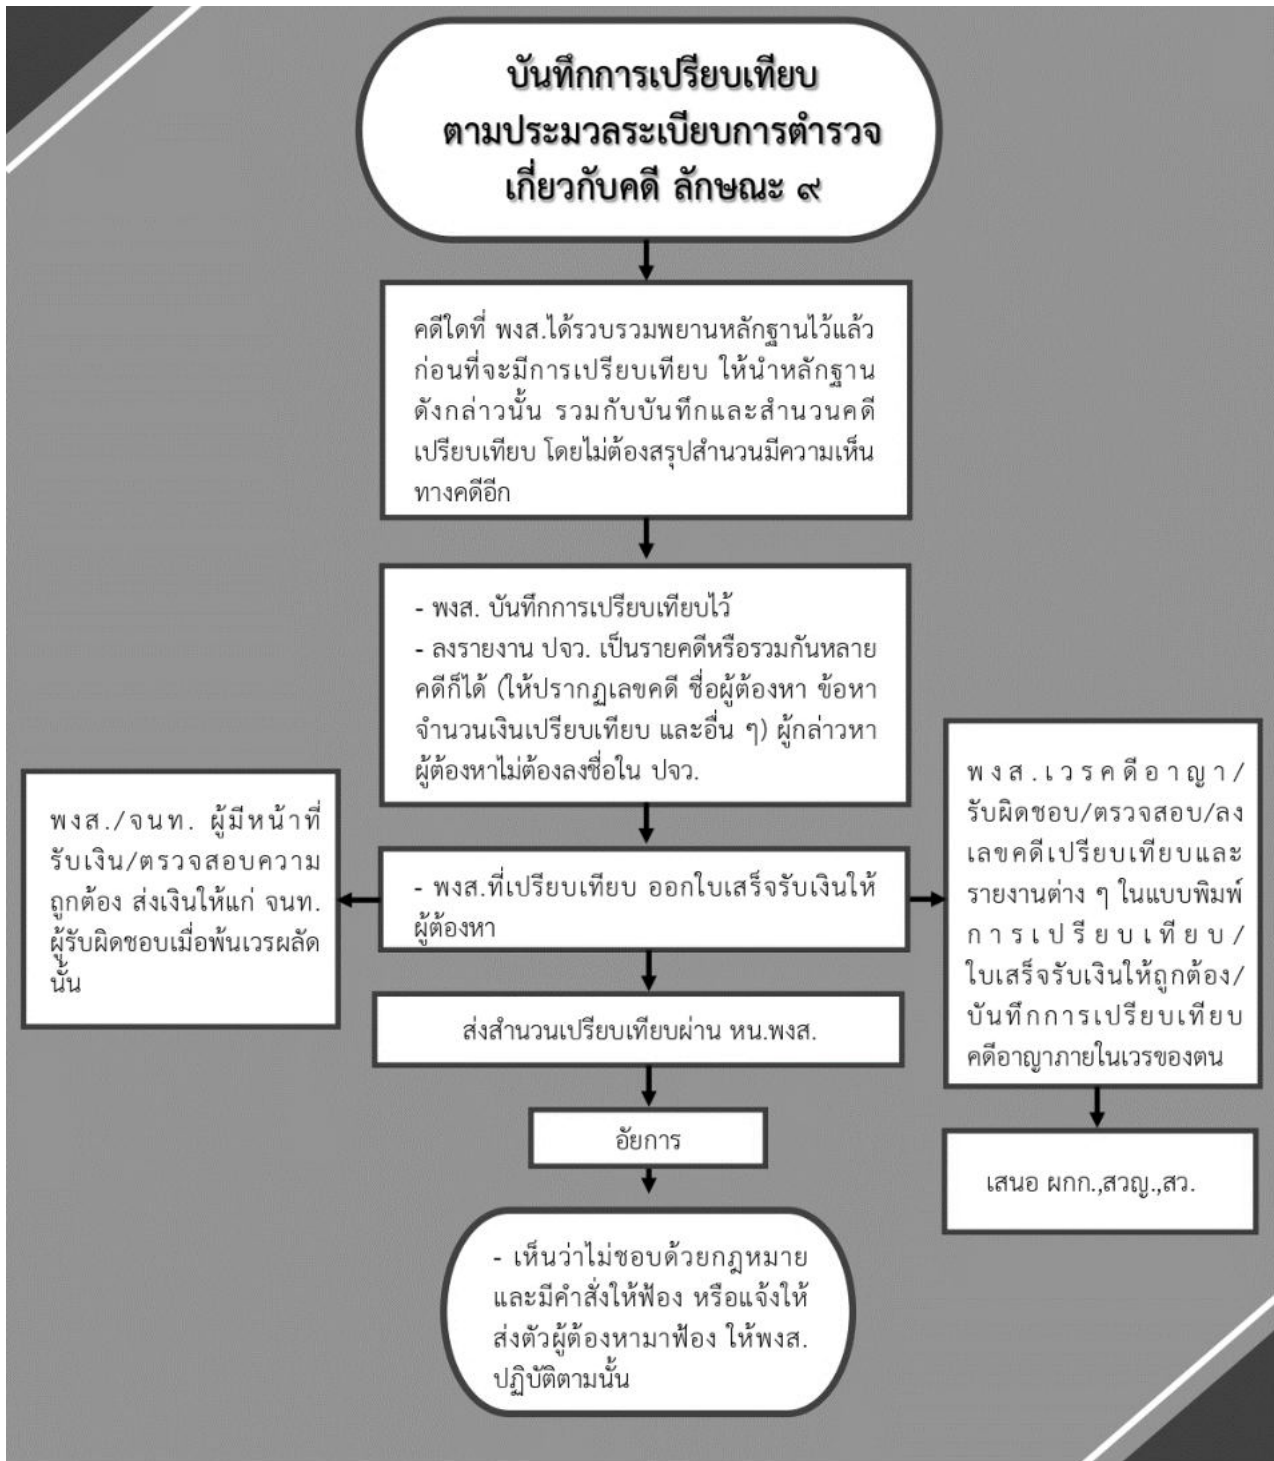 บันทึกการเปรียบเทียบ
ตามประมวลระเบียบการตำรวจ
เกี่ยวกับคดี ลักษณะ ๙
คดีใดที่ พงส.ได้รวบรวมพยานหลักฐานไว้แล้ว
ก่อนที่จะมีการเปรียบเทียบ ให้นำหลักฐาน
ดังกล่าวนั้น รวมกับบันทึกและสำนวนคดี
เปรียบเทียบ โดยไม่ต้องสรุปสำนวนมีความเห็น
ทางคดีอีก
- พงส. บันทึกการเปรียบเทียบไว้
- ลงรายงาน ปจว. เป็นรายคดีหรือรวมกันหลาย
คดีก็ได้ (ให้ปรากฏเลขคดี ชื่อผู้ต้องหา ข้อหา
จำนวนเงินเปรียบเทียบ และอื่น ๆ) ผู้กล่าวหา
ผู้ต้องหาไม่ต้องลงชื่อใน ปจว.
- พงส.ที่เปรียบเทียบ ออกใบเสร็จรับเงินให้
ผู้ต้องหา
พงส./จนท. ผู้มีหน้าที่
รับเงิน/ตรวจสอบความ
ถูกต้อง ส่งเงินให้แก่ จนท.
ผู้รับผิดชอบเมื่อพ้นเวรผลัด
นั้น
พงส.เวรคดีอาญา/
รับผิดชอบ/ตรวจสอบ/ลง
เลขคดีเปรียบเทียบและ
รายงานต่าง ๆ ในแบบพิมพ์
การเปรียบเทียบ/
ใบเสร็จรับเงินให้ถูกต้อง/
บันทึกการเปรียบเทียบ
คดีอาญาภายในเวรของตน
เสนอ ผกก.,สวญ.,สว.
ส่งสำนวนเปรียบเทียบผ่าน หน.พงส.
อัยการ
- เห็นว่าไม่ชอบด้วยกฎหมาย
และมีคำสั่งให้ฟ้อง หรือแจ้งให้
ส่งตัวผู้ต้องหามาฟ้อง ให้พงส.
ปฏิบัติตามนั้น